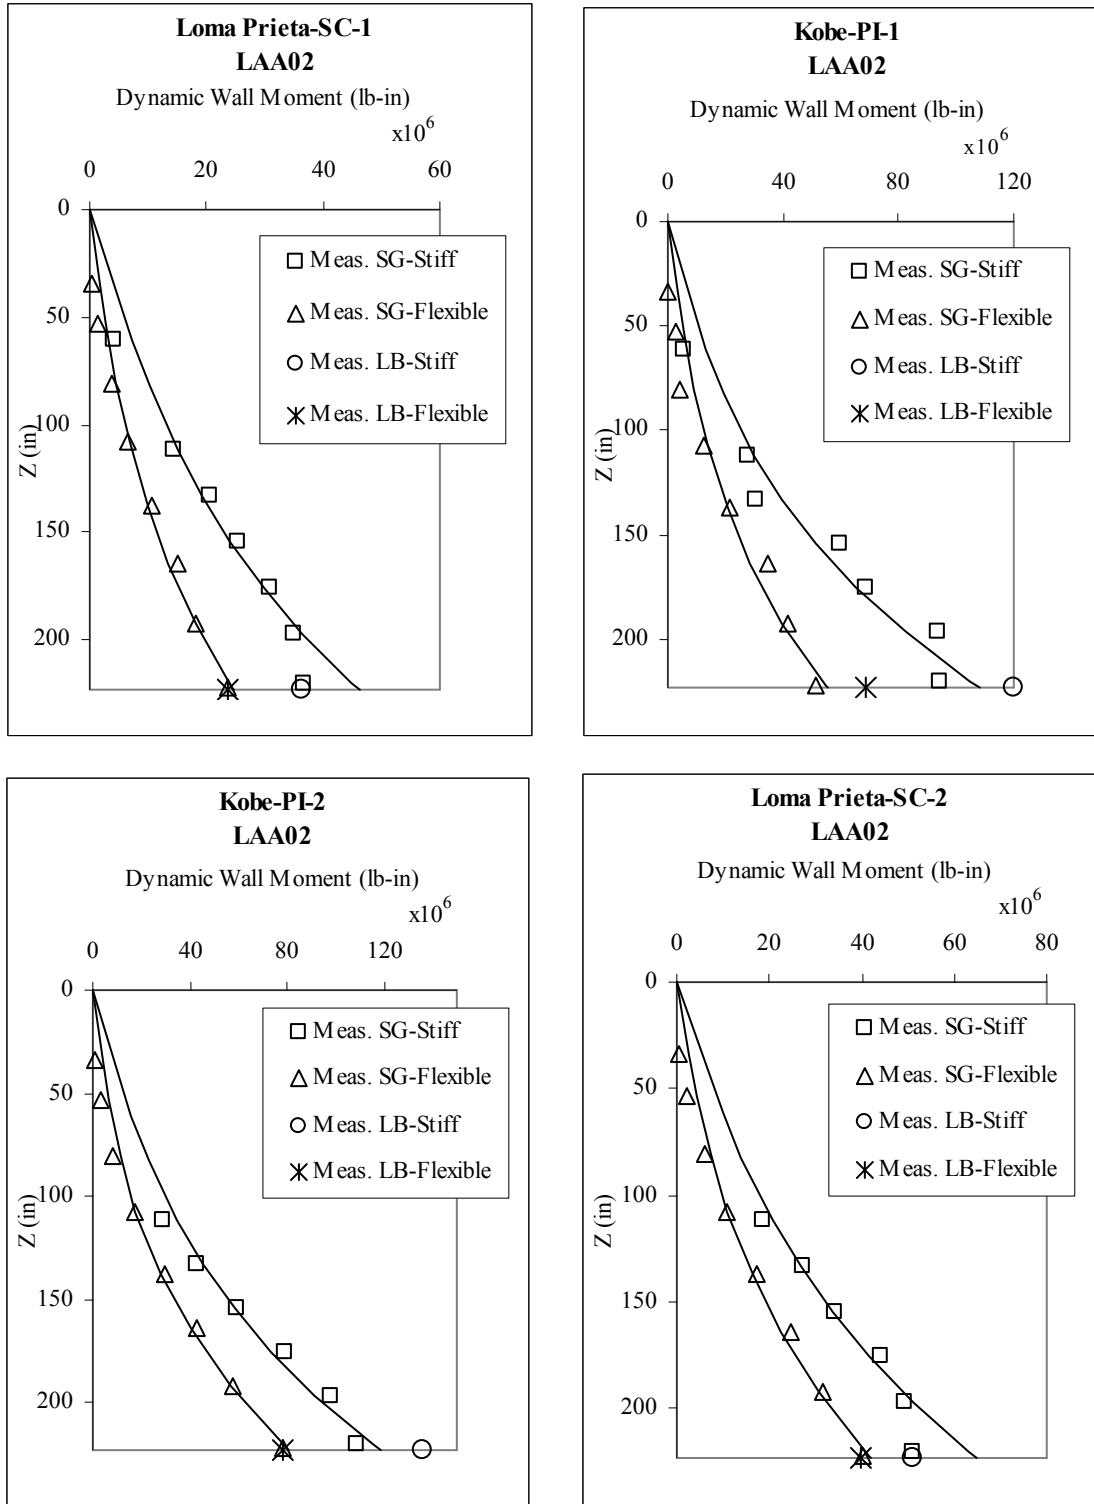 Loma Prieta-SC-1
LAA02
Dynamic Wall Moment (lb-in)
x10^6
0 20 40 60
0
50
100
150
200
Z (in)
Meas. SG-Stiff
Meas. SG-Flexible
Meas. LB-Stiff
Meas. LB-Flexible
Kobe-PI-1
LAA02
Dynamic Wall Moment (lb-in)
x10^6
0 40 80 120
0
50
100
150
200
Z (in)
Meas. SG-Stiff
Meas. SG-Flexible
Meas. LB-Stiff
Meas. LB-Flexible
Kobe-PI-2
LAA02
Dynamic Wall Moment (lb-in)
x10^6
0 40 80 120
0
50
100
150
200
Z (in)
Meas. SG-Stiff
Meas. SG-Flexible
Meas. LB-Stiff
Meas. LB-Flexible
Loma Prieta-SC-2
LAA02
Dynamic Wall Moment (lb-in)
x10^6
0 20 40 60 80
0
50
100
150
200
Z (in)
Meas. SG-Stiff
Meas. SG-Flexible
Meas. LB-Stiff
Meas. LB-Flexible